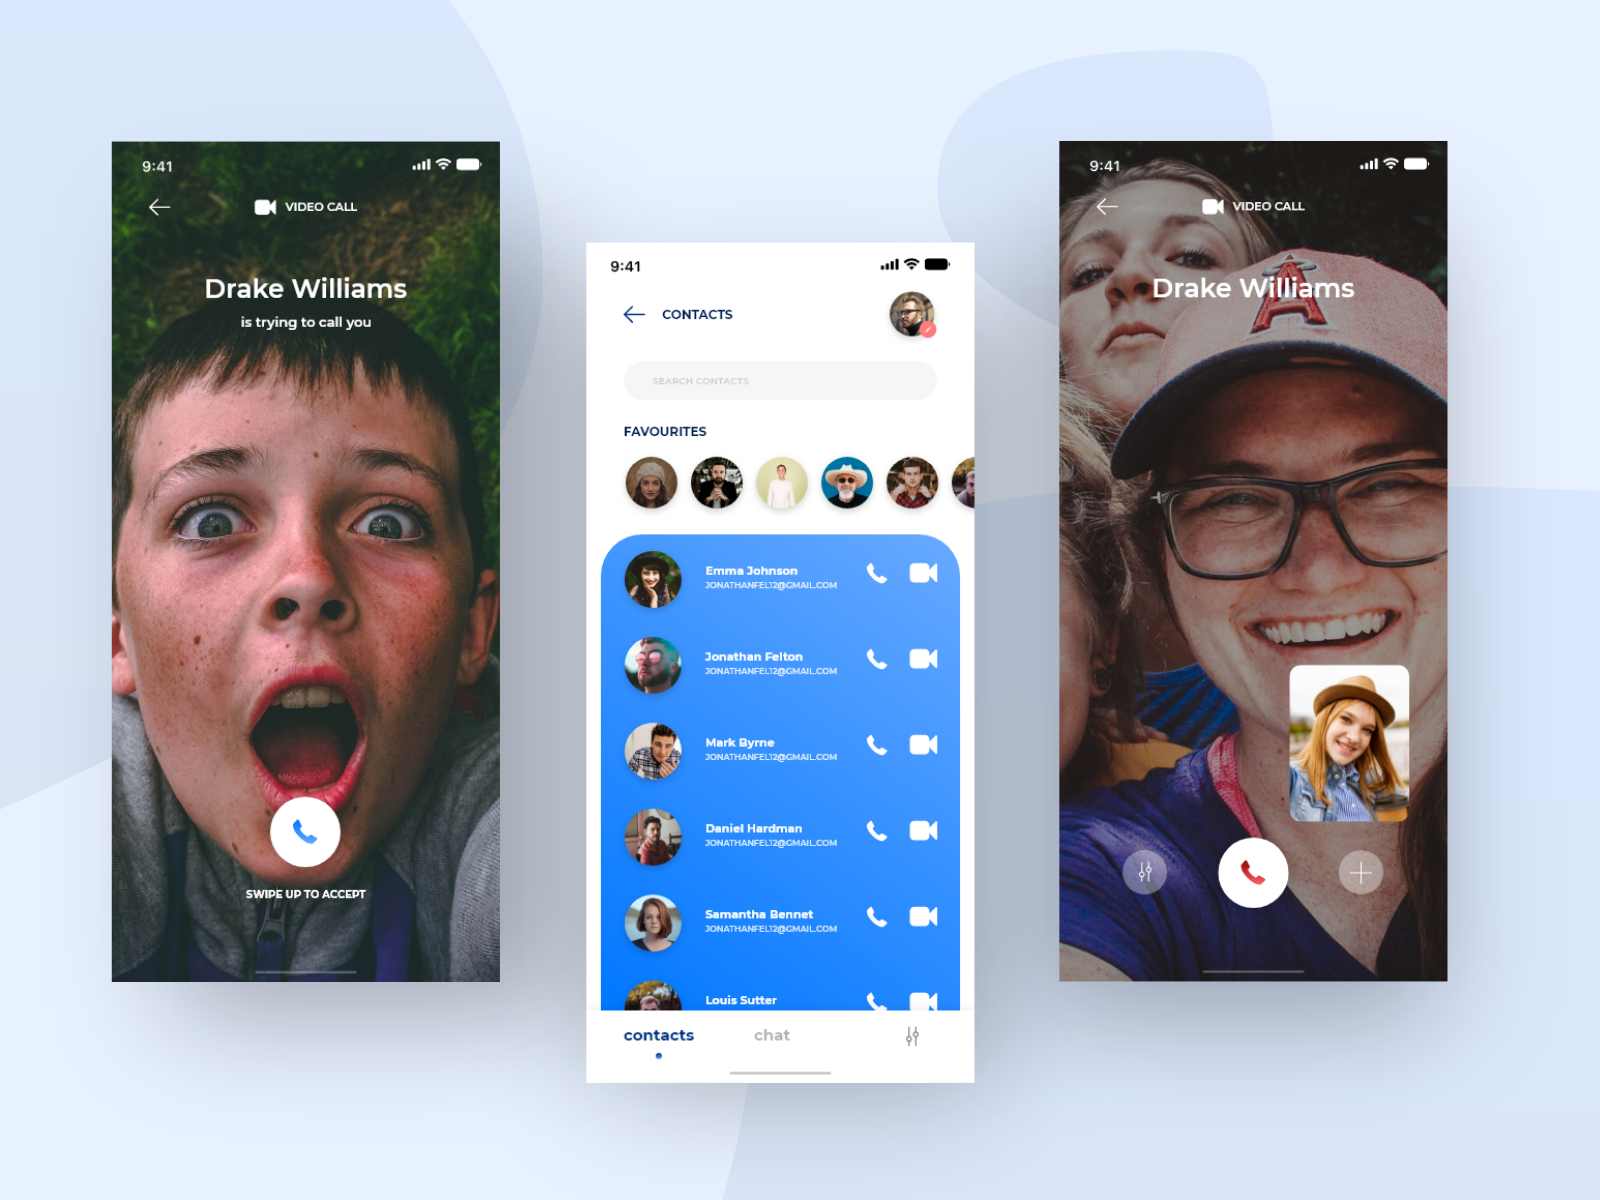 9:41
VIDEO CALL
Drake Williams
is trying to call you
SWIPE UP TO ACCEPT
9:41
CONTACTS
SEARCH CONTACTS
FAVOURITES
Emma Johnson
JONATHANFEL12@GMAIL.COM
Jonathan Felton
JONATHANFEL12@GMAIL.COM
Mark Byrne
JONATHANFEL12@GMAIL.COM
Daniel Hardman
JONATHANFEL12@GMAIL.COM
Samantha Bennet
JONATHANFEL12@GMAIL.COM
Louis Sutter
contacts chat
9:41
VIDEO CALL
Drake Williams
A